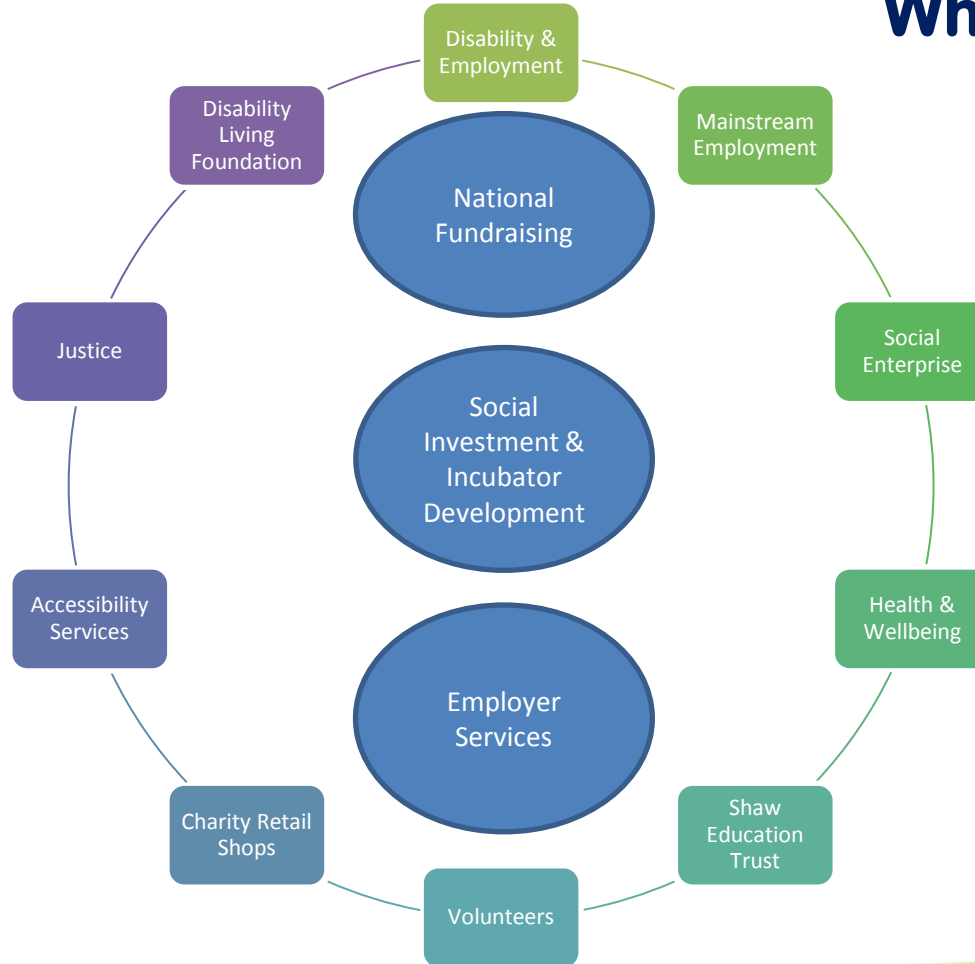 Wh
Disability &
Employment
Mainstream
Employment
Social
Enterprise
Health &
Wellbeing
Shaw
Education
Trust
Volunteers
Charity Retail
Shops
Accessibility
Services
Justice
Disability
Living
Foundation
National
Fundraising
Social
Investment &
Incubator
Development
Employer
Services